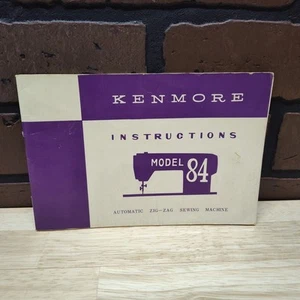 KENMORE
INSTRUCTIONS
MODEL 84
AUTOMATIC ZIG-ZAG SEWING MACHINE